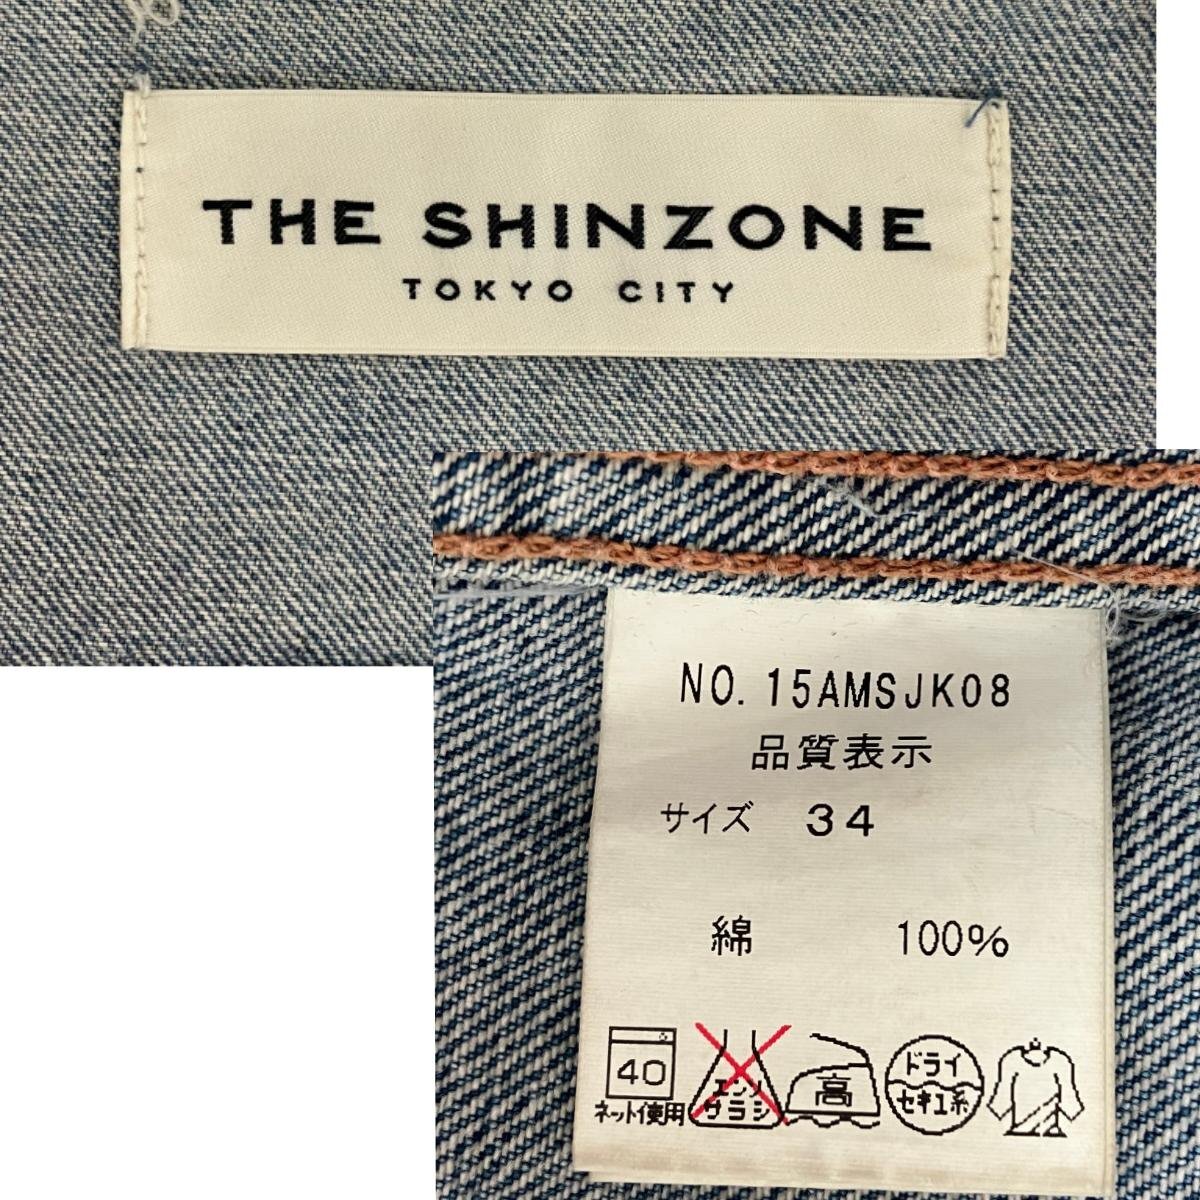 THE SHINZONE
TOKYO CITY
NO. 15AMSJK08
品質表示
サイズ 34
綿 100%
40
ネット使用
エンソ
サラシ
高
ドライ
セキユ系